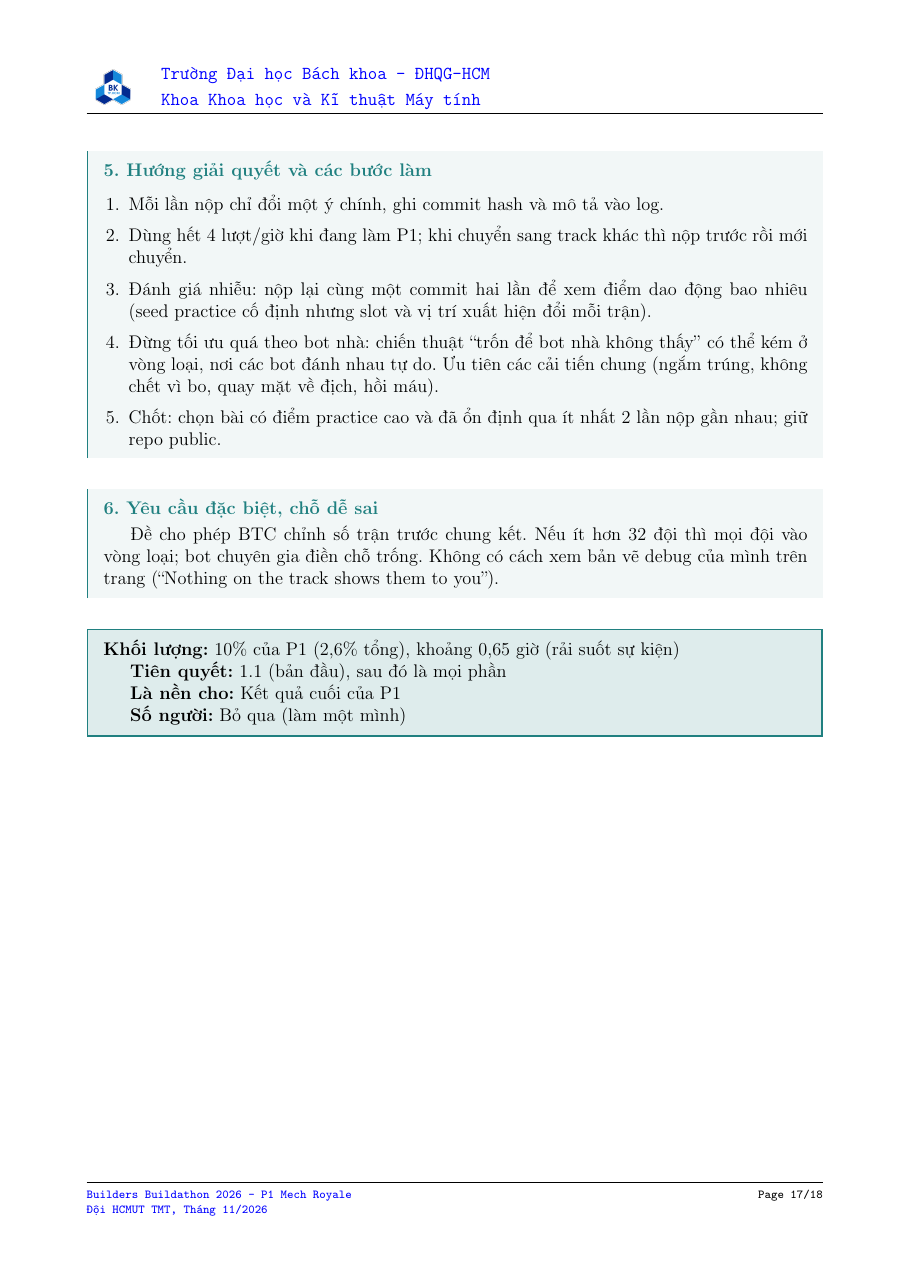 BK
Trường Đại học Bách khoa - ĐHQG-HCM
Khoa Khoa học và Kĩ thuật Máy tính
5. Hướng giải quyết và các bước làm
1. Mỗi lần nộp chỉ đổi một ý chính, ghi commit hash và mô tả vào log.
2. Dùng hết 4 lượt/giờ khi đang làm P1; khi chuyển sang track khác thì nộp trước rồi mới
chuyển.
3. Đánh giá nhiễu: nộp lại cùng một commit hai lần để xem điểm dao động bao nhiêu
(seed practice cố định nhưng slot và vị trí xuất hiện đổi mỗi trận).
4. Đừng tối ưu quá theo bot nhà: chiến thuật “trốn để bot nhà không thấy” có thể kém ở
vòng loại, nơi các bot đánh nhau tự do. Ưu tiên các cải tiến chung (ngắm trúng, không
chết vì bo, quay mặt về địch, hồi máu).
5. Chốt: chọn bài có điểm practice cao và đã ổn định qua ít nhất 2 lần nộp gần nhau; giữ
repo public.
6. Yêu cầu đặc biệt, chỗ dễ sai
Đề cho phép BTC chỉnh số trận trước chung kết. Nếu ít hơn 32 đội thì mọi đội vào
vòng loại; bot chuyên gia điền chỗ trống. Không có cách xem bản vẽ debug của mình trên
trang (“Nothing on the track shows them to you”).
Khối lượng: 10% của P1 (2,6% tổng), khoảng 0,65 giờ (rải suốt sự kiện)
Tiên quyết: 1.1 (bản đầu), sau đó là mọi phần
Là nền cho: Kết quả cuối của P1
Số người: Bỏ qua (làm một mình)
Builders Buildathon 2026 - P1 Mech Royale
Page 17/18
Đội HCMUT TMT, Tháng 11/2026